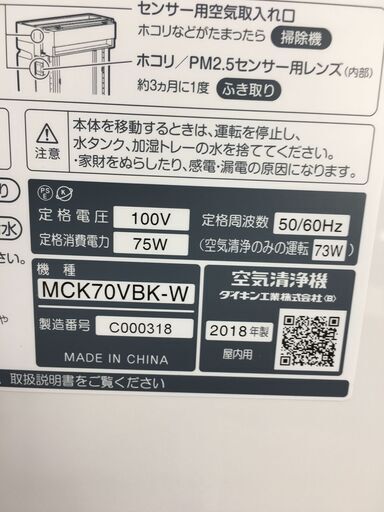 センサー用空気取入れ口
ホコリなどがたまったら 掃除機
ホコリ／PM2.5センサー用レンズ(内部)
約3ヵ月に1度 ふき取り
注意
本体を移動するときは、運転を停止し、
水タンク、加湿トレーの水を捨ててください。
・家財をぬらしたり、感電・漏電の原因になります。
り
水
さい。
PS E
定格電圧 100V 定格周波数 50/60Hz
定格消費電力 75W (空気清浄のみの運転 73W)
機種
MCK70VBK-W
空気清浄機
ダイキン工業株式会社
製造番号 C000318
2018年製
屋内用
MADE IN CHINA
や
、取扱説明書をご覧ください